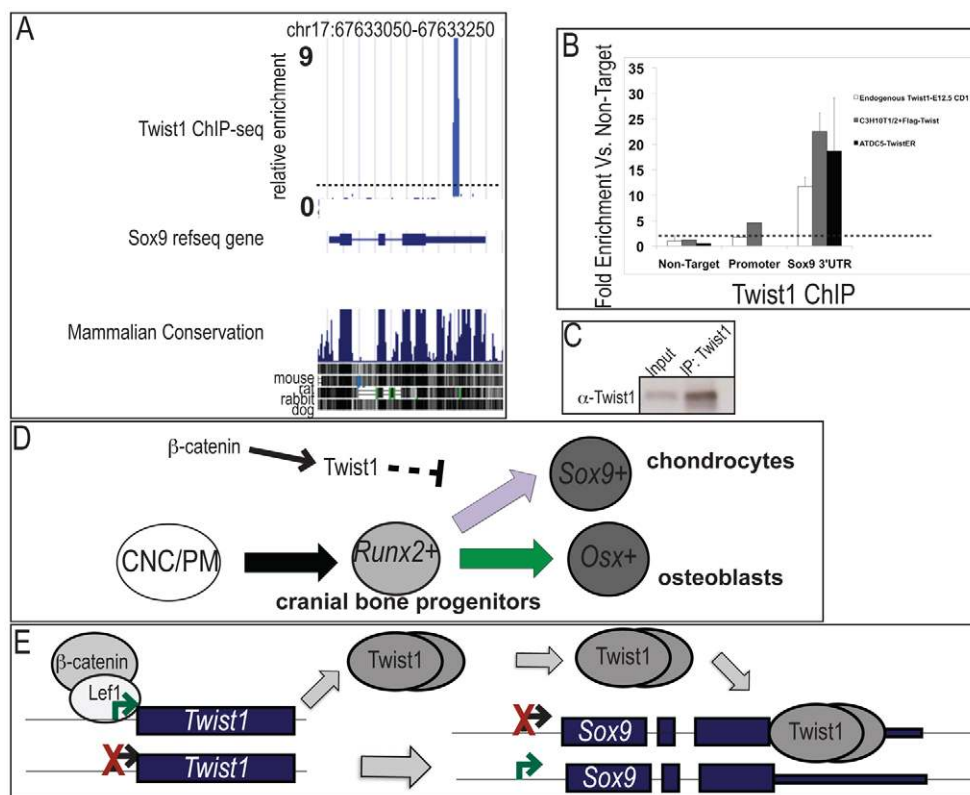 A
chr17:67633050-67633250
9
relative enrichment
Twist1 ChIP-seq
0
Sox9 refseq gene
Mammalian Conservation
mouse
rat
rabbit
dog
B
Fold Enrichment Vs. Non-Target
35
30
25
20
15
10
5
0
Endogenous Twist1-E12.5 CD1
C3H10T1/2+Flag-Twist
ATDC5-TwistER
Non-Target Promoter Sox9 3'UTR
Twist1 ChIP
C
Input IP: Twist1
α-Twist1
D
β-catenin
Twist1
Sox9+ chondrocytes
CNC/PM
Runx2+
Osx+
osteoblasts
cranial bone progenitors
E
β-catenin
Lef1
Twist1
Twist1
Twist1
X
Sox9
Twist1
X
Twist1
Sox9